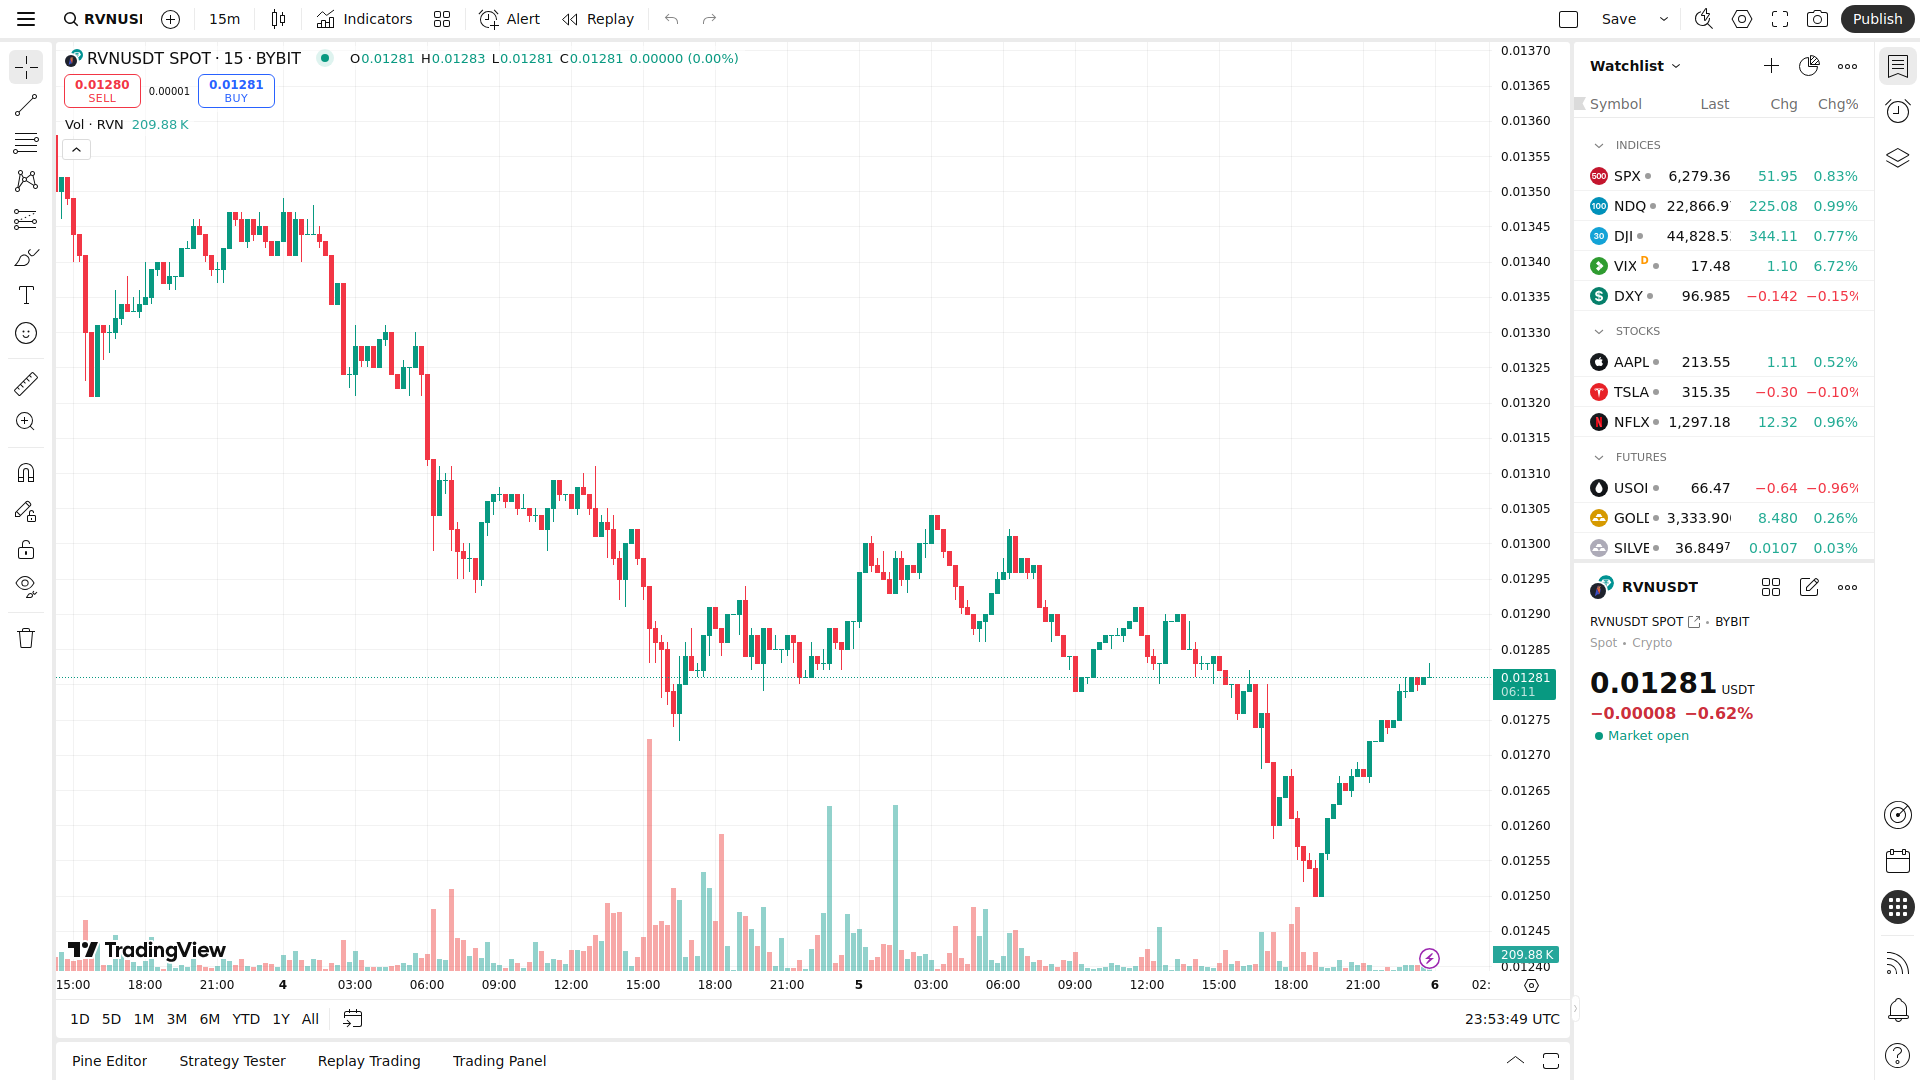 RVNUSI
15m
Indicators
Alert
Replay
Save
Publish
RVNUSDT SPOT · 15 · BYBIT
O0.01281 H0.01283 L0.01281 C0.01281 0.00000 (0.00%)
0.01280
SELL
0.00001
0.01281
BUY
Vol · RVN 209.88 K
0.01370
0.01365
0.01360
0.01355
0.01350
0.01345
0.01340
0.01335
0.01330
0.01325
0.01320
0.01315
0.01310
0.01305
0.01300
0.01295
0.01290
0.01285
0.01281
06:11
0.01275
0.01270
0.01265
0.01260
0.01255
0.01250
0.01245
209.88 K
0.01240
TradingView
15:00 18:00 21:00 4 03:00 06:00 09:00 12:00 15:00 18:00 21:00 5 03:00 06:00 09:00 12:00 15:00 18:00 21:00 6 02:
1D 5D 1M 3M 6M YTD 1Y All
23:53:49 UTC
Pine Editor
Strategy Tester
Replay Trading
Trading Panel
Watchlist
Symbol Last Chg Chg%
INDICES
500 SPX 6,279.36 51.95 0.83%
100 NDQ 22,866.9 225.08 0.99%
30 DJI 44,828.5 344.11 0.77%
VIX D 17.48 1.10 6.72%
DXY 96.985 −0.142 −0.15%
STOCKS
AAPL 213.55 1.11 0.52%
TSLA 315.35 −0.30 −0.10%
NFLX 1,297.18 12.32 0.96%
FUTURES
USOI 66.47 −0.64 −0.96%
GOLD 3,333.90 8.480 0.26%
SILVE 36.8497 0.0107 0.03%
RVNUSDT
RVNUSDT SPOT • BYBIT
Spot • Crypto
0.01281 USDT
−0.00008 −0.62%
Market open